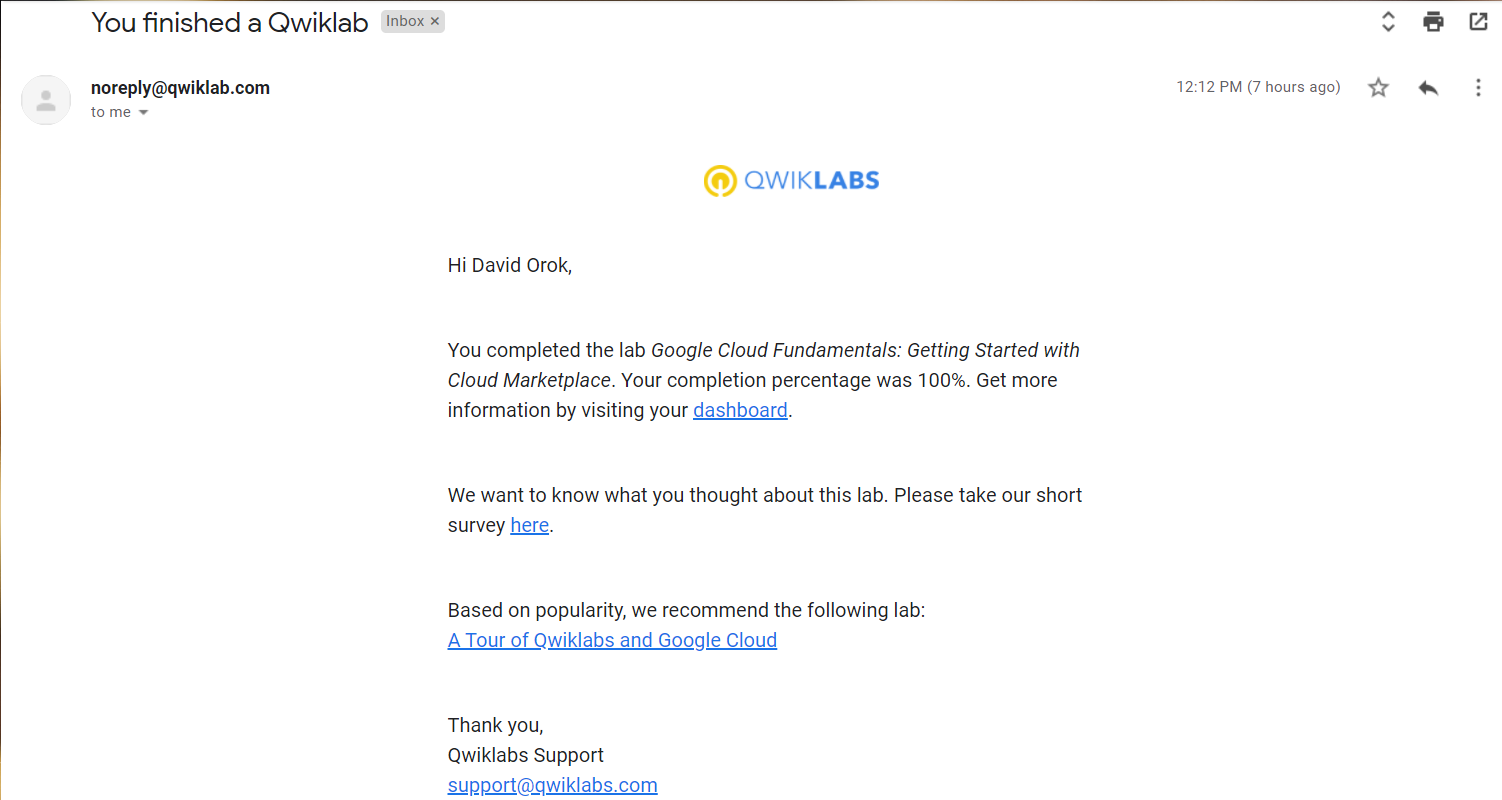 You finished a Qwiklab Inbox ×
noreply@qwiklab.com 12:12 PM (7 hours ago)
to me
QWIKLABS
Hi David Orok,
You completed the lab Google Cloud Fundamentals: Getting Started with
Cloud Marketplace. Your completion percentage was 100%. Get more
information by visiting your dashboard.
We want to know what you thought about this lab. Please take our short
survey here.
Based on popularity, we recommend the following lab:
A Tour of Qwiklabs and Google Cloud
Thank you,
Qwiklabs Support
support@qwiklabs.com